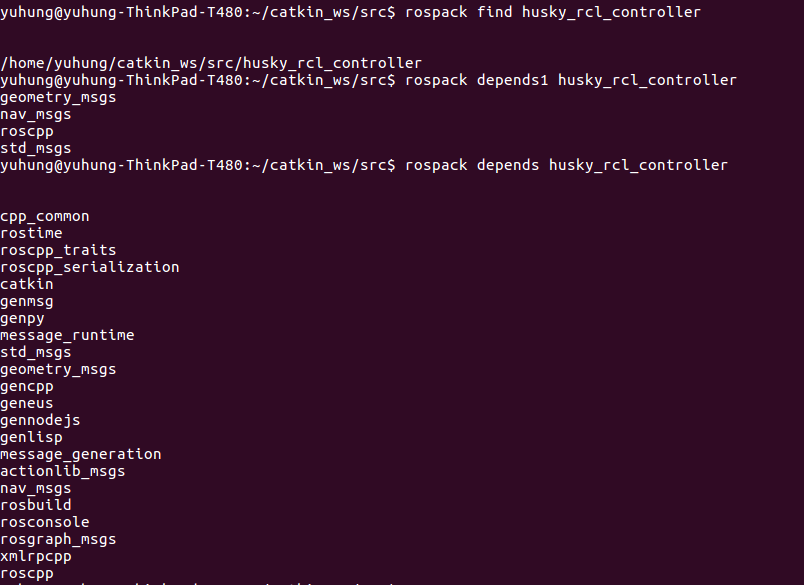 yuhung@yuhung-ThinkPad-T480:~/catkin_ws/src$ rospack find husky_rcl_controller
/home/yuhung/catkin_ws/src/husky_rcl_controller
yuhung@yuhung-ThinkPad-T480:~/catkin_ws/src$ rospack depends1 husky_rcl_controller
geometry_msgs
nav_msgs
roscpp
std_msgs
yuhung@yuhung-ThinkPad-T480:~/catkin_ws/src$ rospack depends husky_rcl_controller
cpp_common
rostime
roscpp_traits
roscpp_serialization
catkin
genmsg
genpy
message_runtime
std_msgs
geometry_msgs
gencpp
geneus
gennodejs
genlisp
message_generation
actionlib_msgs
nav_msgs
rosbuild
rosconsole
rosgraph_msgs
xmlrpcpp
roscpp